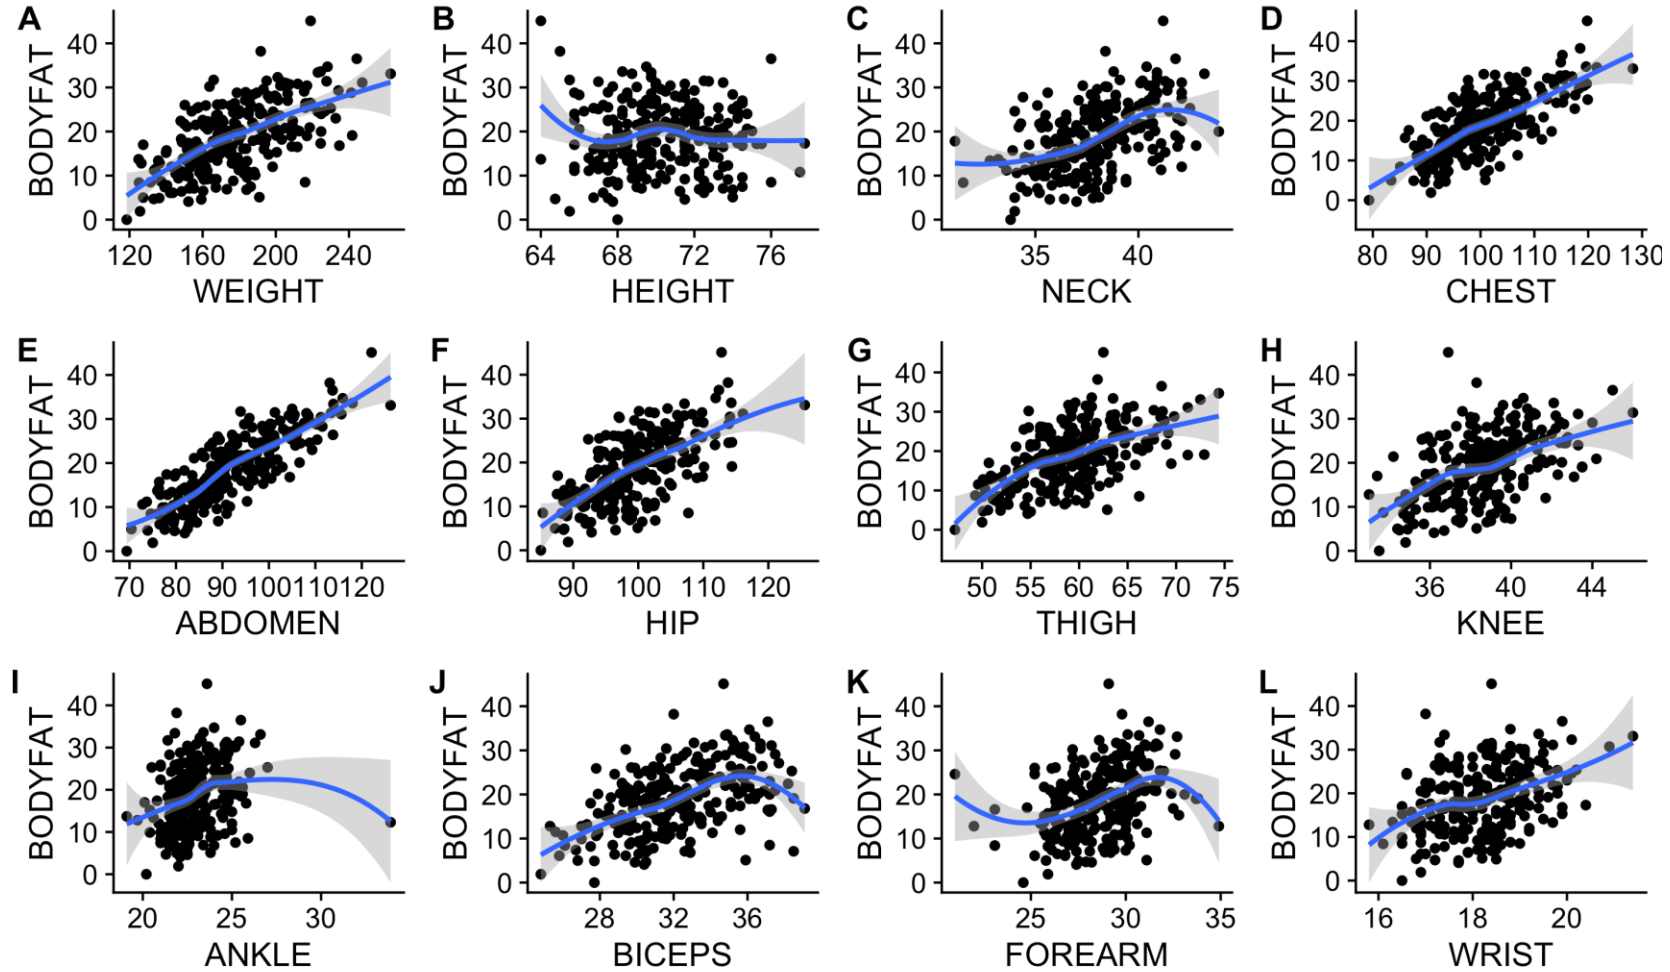 A
BODYFAT
40
30
20
10
0
120 160 200 240
WEIGHT
B
BODYFAT
40
30
20
10
0
64 68 72 76
HEIGHT
C
BODYFAT
40
30
20
10
0
35 40
NECK
D
BODYFAT
40
30
20
10
0
80 90 100 110 120 130
CHEST
E
BODYFAT
40
30
20
10
0
70 80 90 100 110 120
ABDOMEN
F
BODYFAT
40
30
20
10
0
90 100 110 120
HIP
G
BODYFAT
40
30
20
10
0
50 55 60 65 70 75
THIGH
H
BODYFAT
40
30
20
10
0
36 40 44
KNEE
I
BODYFAT
40
30
20
10
0
20 25 30
ANKLE
J
BODYFAT
40
30
20
10
0
28 32 36
BICEPS
K
BODYFAT
40
30
20
10
0
25 30 35
FOREARM
L
BODYFAT
40
30
20
10
0
16 18 20
WRIST